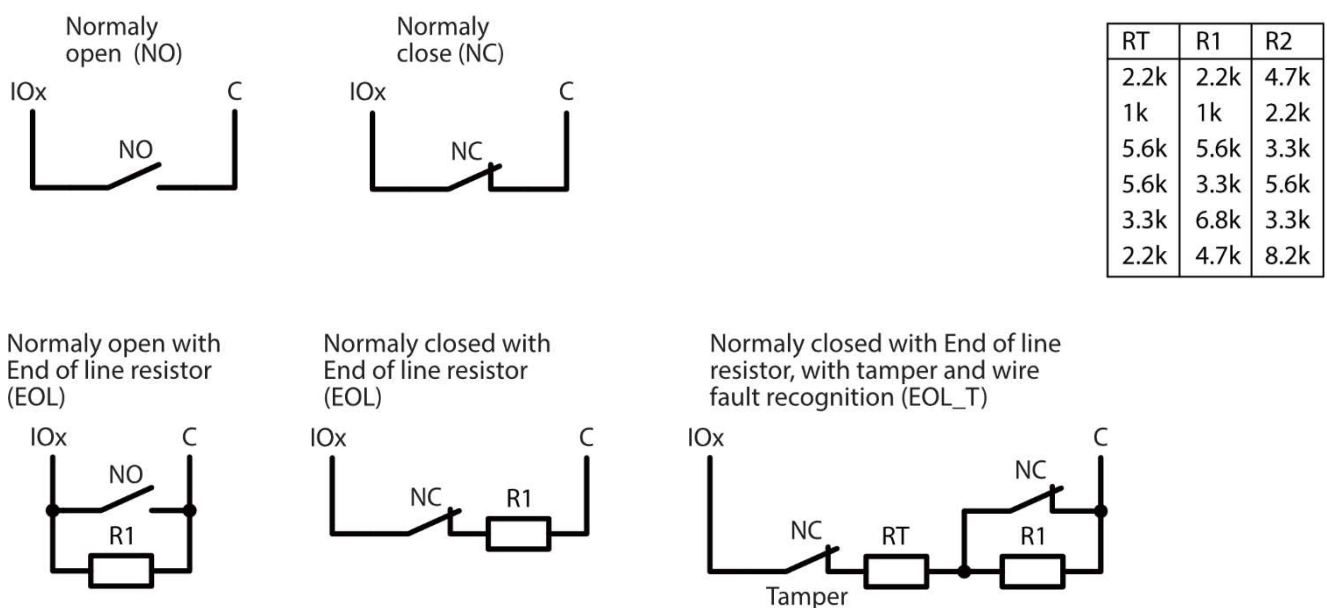 Normaly
open (NO)
IOx C
NO
Normaly
close (NC)
IOx C
NC
RT R1 R2
2.2k 2.2k 4.7k
1k 1k 2.2k
5.6k 5.6k 3.3k
5.6k 3.3k 5.6k
3.3k 6.8k 3.3k
2.2k 4.7k 8.2k
Normaly open with
End of line resistor
(EOL)
IOx C
NO
R1
Normaly closed with
End of line resistor
(EOL)
IOx C
NC R1
Normaly closed with End of line
resistor, with tamper and wire
fault recognition (EOL_T)
IOx C
NC
NC RT R1
Tamper